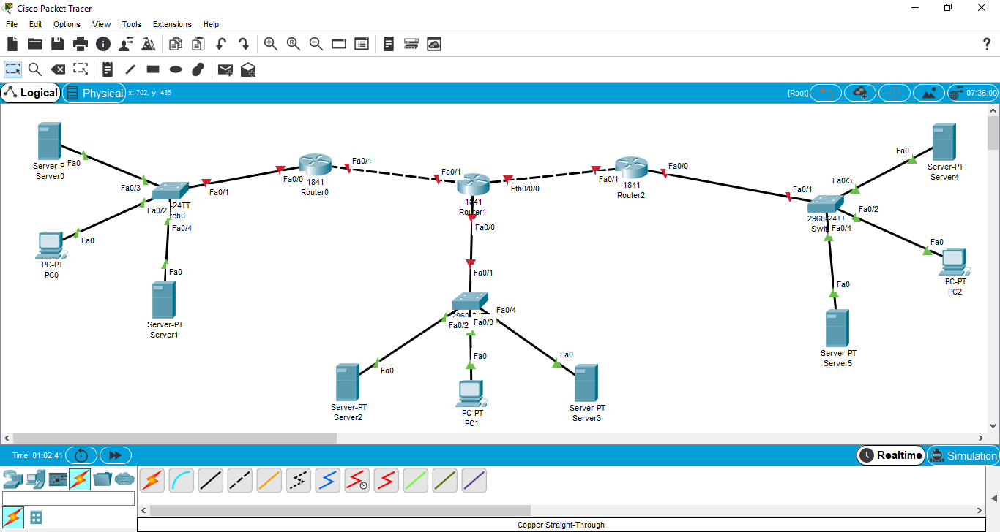 Cisco Packet Tracer
File Edit Options View Tools Extensions Help
Logical Physical x: 702, y: 435 [Root] 07:36:00
Server-P
Server0
Fa0
Fa0/3
Fa0/2
-24TT
tch0
Fa0/1
Fa0/4
Fa0
PC-PT
PC0
Fa0
Server-PT
Server1
Fa0/0
1841
Router0
Fa0/1
Fa0/1
1841
Router1
Eth0/0/0
Fa0/0
Fa0/1
Fa0/1
1841
Router2
Fa0/0
Fa0/4
Fa0/2
Fa0/3
Fa0
Server-PT
Server2
Fa0
PC-PT
PC1
Fa0
Server-PT
Server3
Fa0/1
2960-24TT
Swit
Fa0/3
Fa0/2
Fa0/4
Fa0
Server-PT
Server4
Fa0
PC-PT
PC2
Fa0
Server-PT
Server5
Time: 01:02:41 Realtime Simulation
Copper Straight-Through